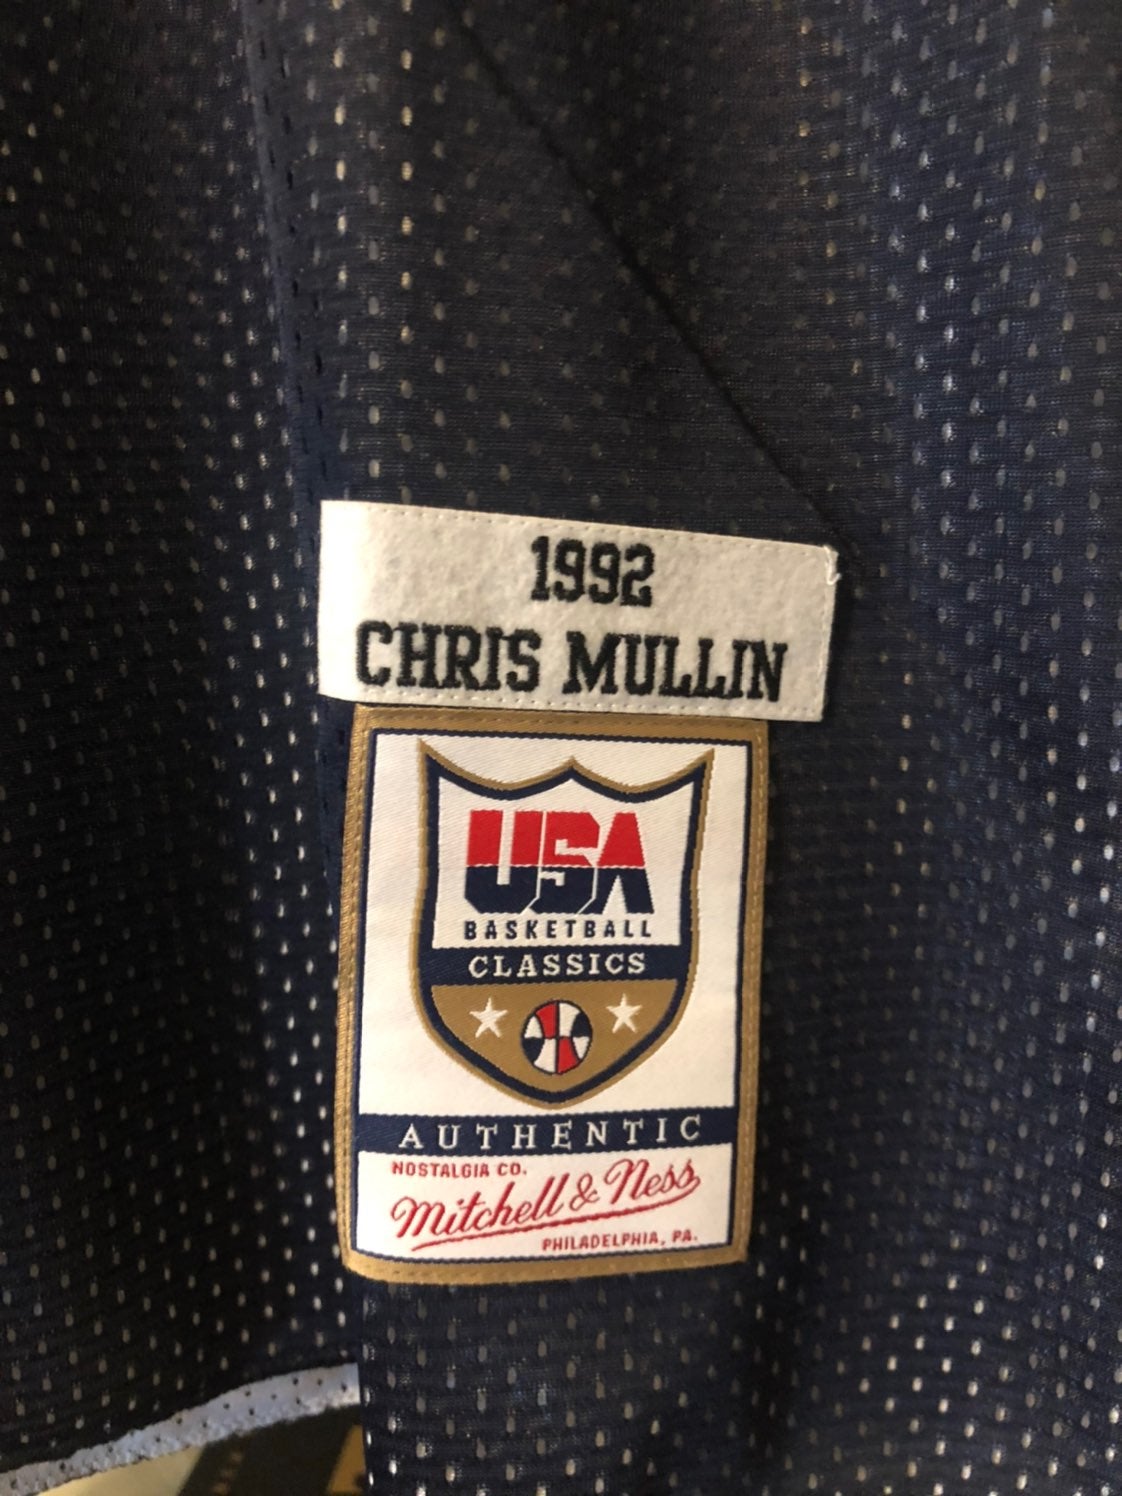 1992
CHRIS MULLIN
USA
BASKETBALL
CLASSICS
AUTHENTIC
NOSTALGIA CO.
Mitchell & Ness
PHILADELPHIA, PA.